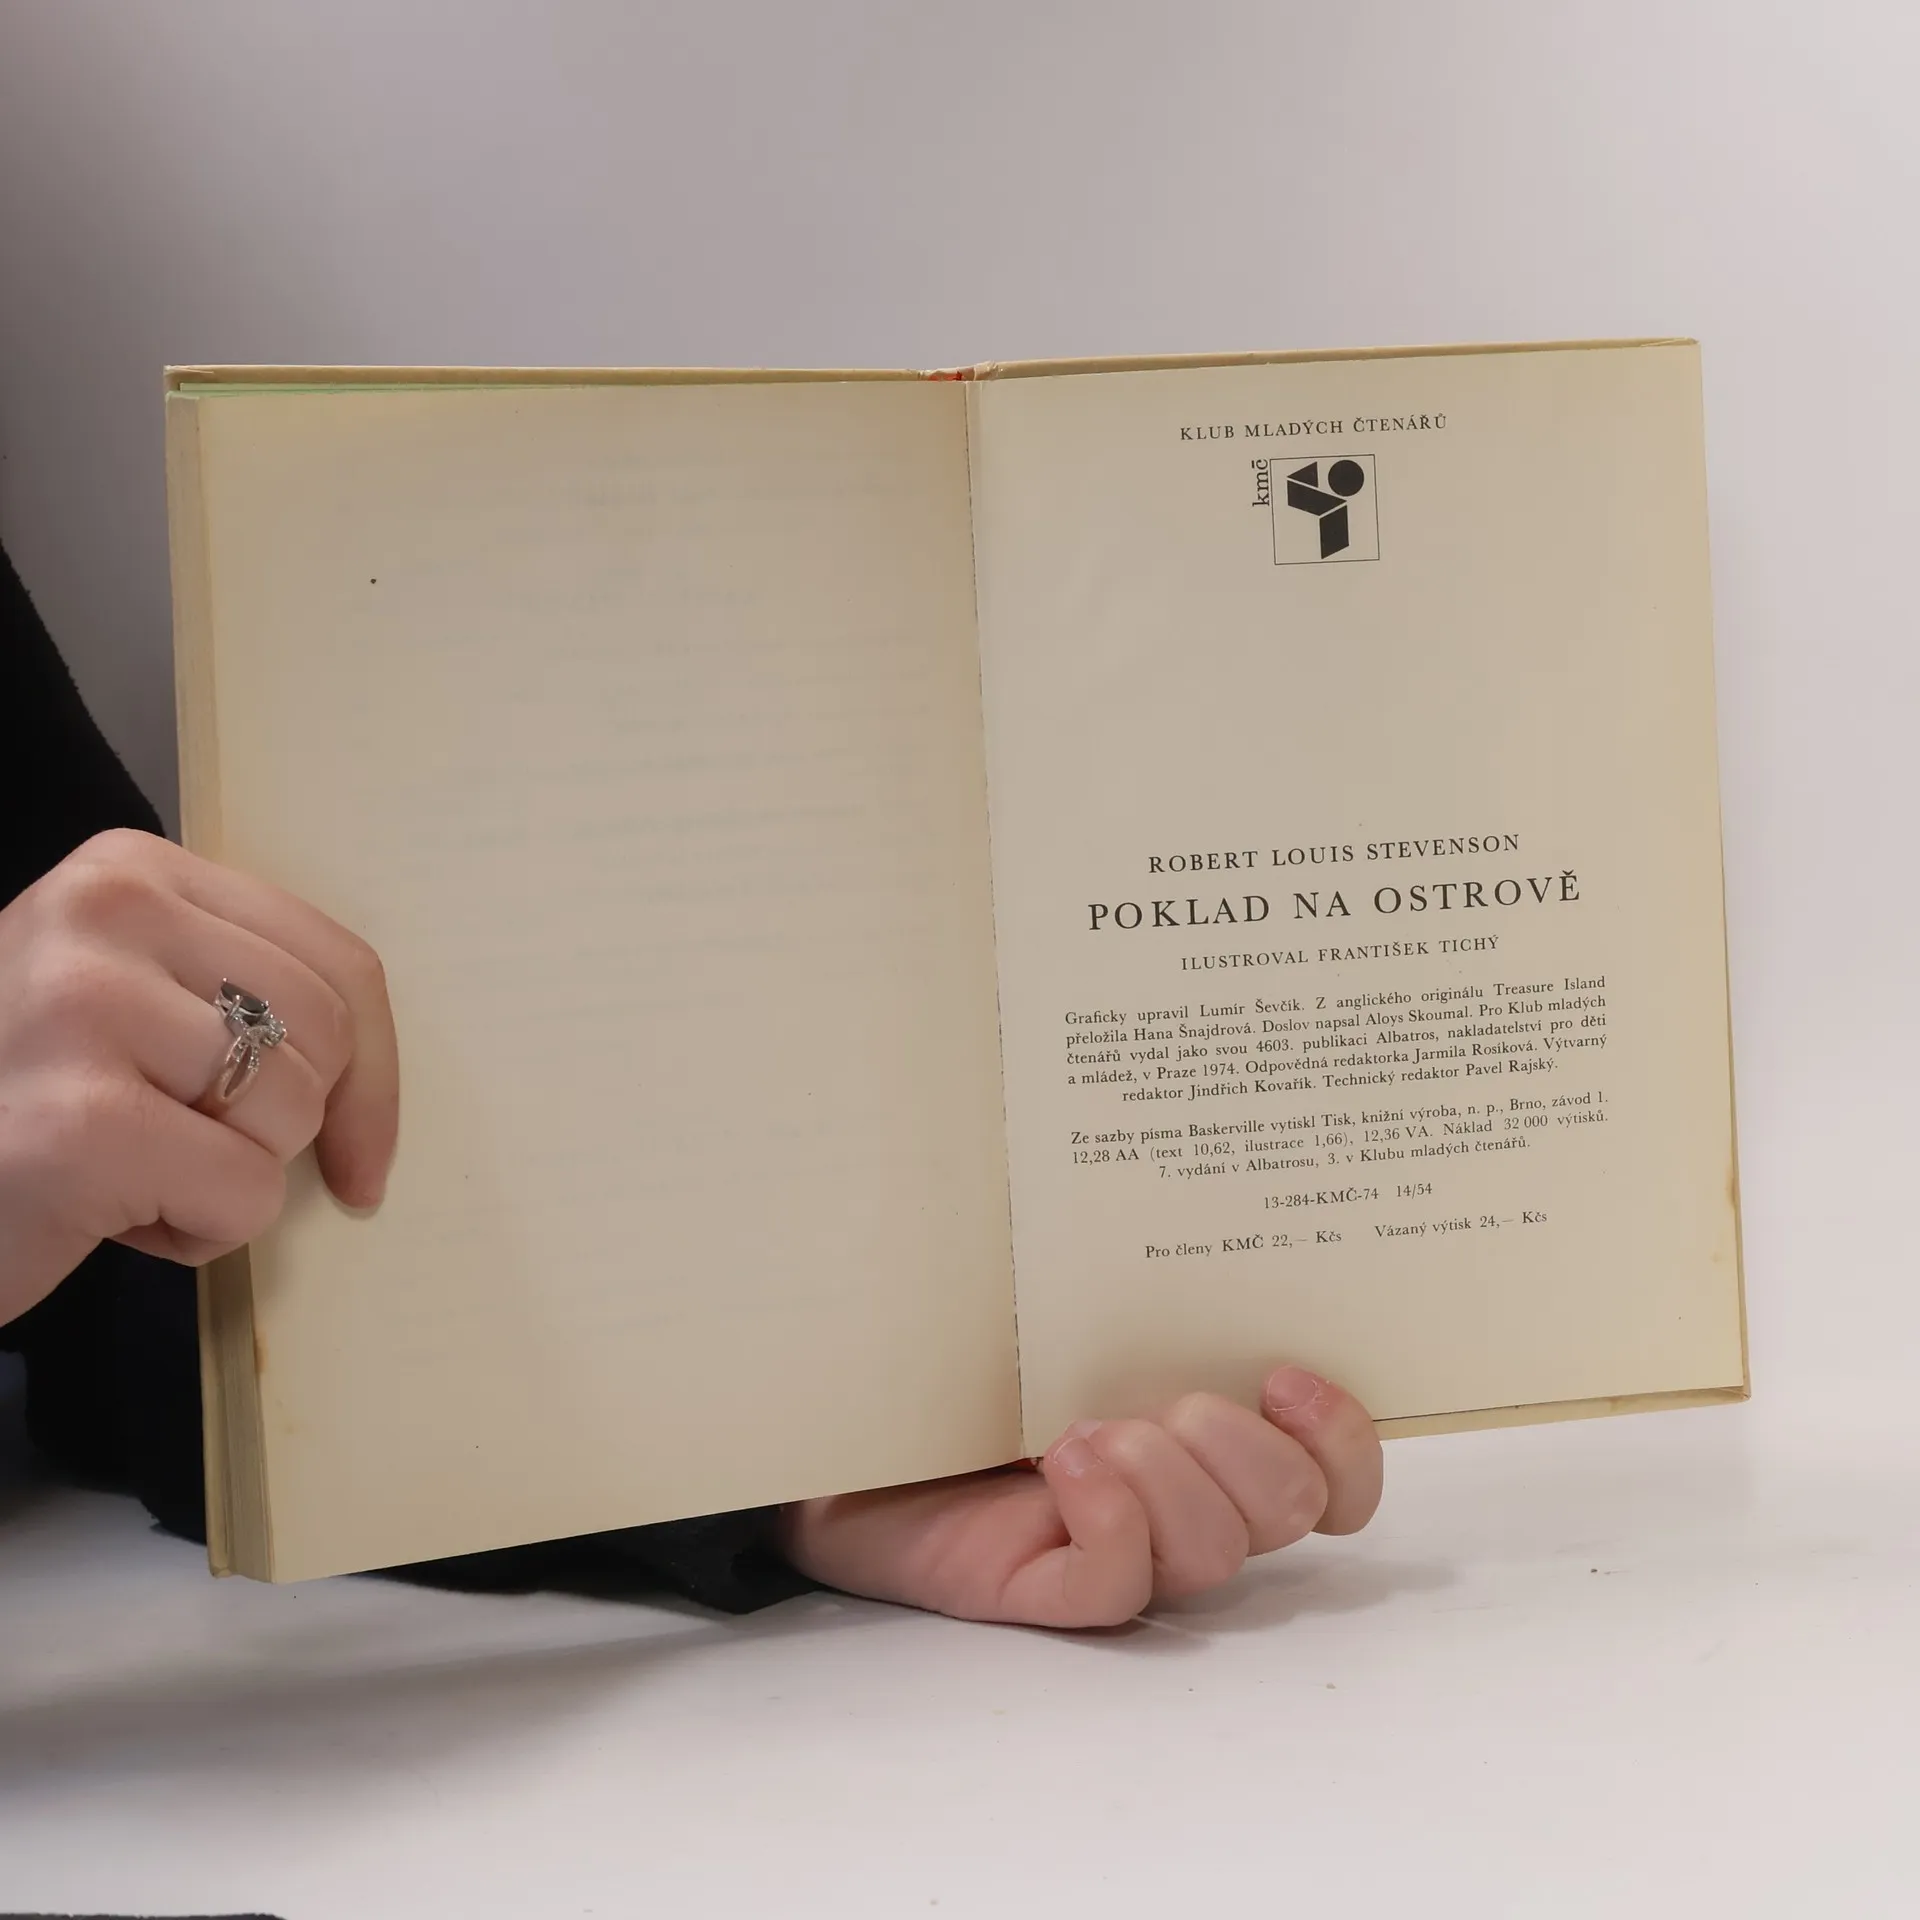 KLUB MLADÝCH ČTENÁŘŮ
kmč
ROBERT LOUIS STEVENSON
POKLAD NA OSTROVĚ
ILUSTROVAL FRANTIŠEK TICHÝ
Graficky upravil Lumír Ševčík. Z anglického originálu Treasure Island
přeložila Hana Šnajdrová. Doslov napsal Aloys Skoumal. Pro Klub mladých
čtenářů vydal jako svou 4603. publikaci Albatros, nakladatelství pro děti
a mládež, v Praze 1974. Odpovědná redaktorka Jarmila Rosíková. Výtvarný
redaktor Jindřich Kovařík. Technický redaktor Pavel Rajský.
Ze sazby písma Baskerville vytiskl Tisk, knižní výroba, n. p., Brno, závod 1.
12,28 AA (text 10,62, ilustrace 1,66), 12,36 VA. Náklad 32 000 výtisků.
7. vydání v Albatrosu, 3. v Klubu mladých čtenářů.
13-284-KMČ-74 14/54
Pro členy KMČ 22,— Kčs Vázaný výtisk 24,— Kčs